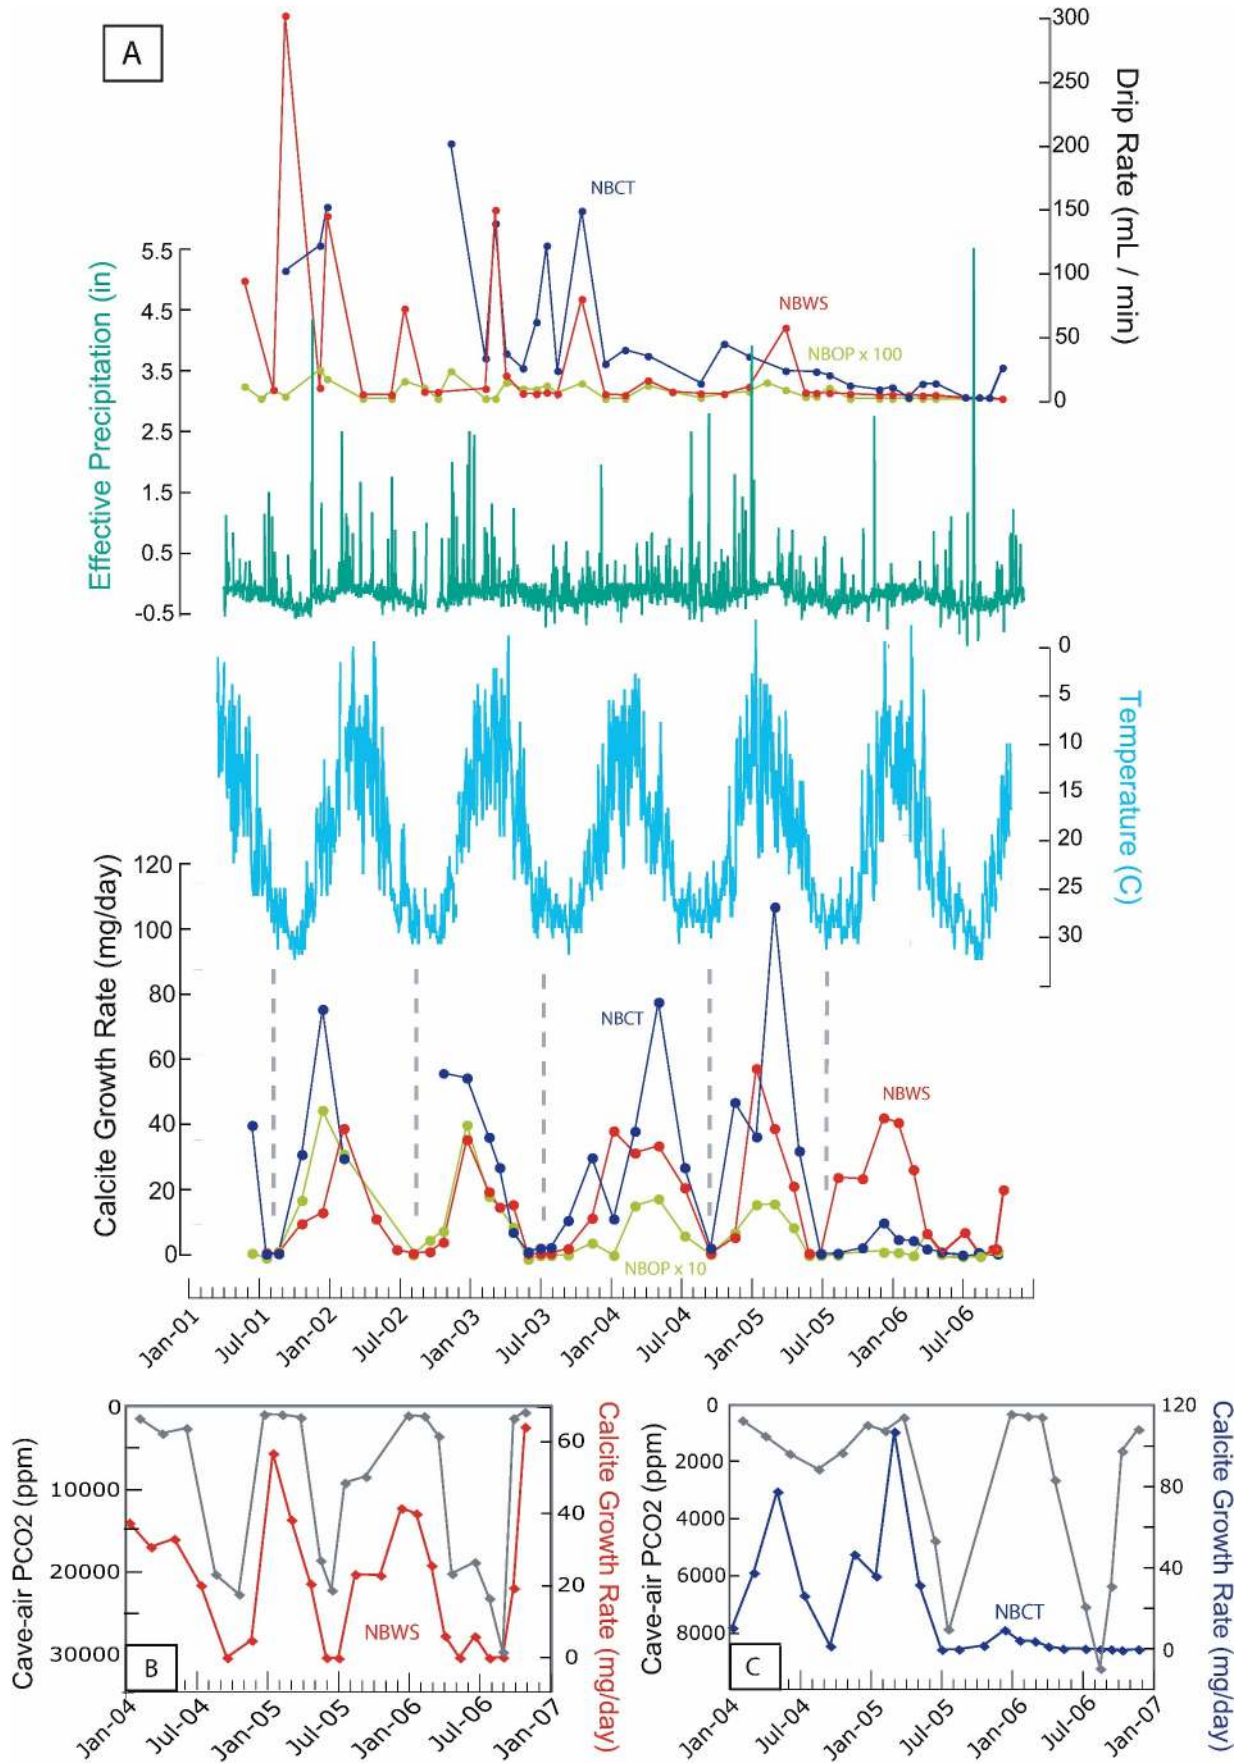 A
300
250
200
150
100
50
0
Drip Rate (mL / min)
NBCT
NBWS
NBOP x 100
5.5
4.5
3.5
2.5
1.5
0.5
-0.5
Effective Precipitation (in)
0
5
10
15
20
25
30
Temperature (C)
120
100
80
60
40
20
0
Calcite Growth Rate (mg/day)
NBCT
NBWS
NBOP x 10
Jan-01
Jul-01
Jan-02
Jul-02
Jan-03
Jul-03
Jan-04
Jul-04
Jan-05
Jul-05
Jan-06
Jul-06
0
10000
20000
30000
Cave-air PCO2 (ppm)
60
40
20
0
Calcite Growth Rate (mg/day)
NBWS
B
Jan-04
Jul-04
Jan-05
Jul-05
Jan-06
Jul-06
Jan-07
0
2000
4000
6000
8000
Cave-air PCO2 (ppm)
120
80
40
0
Calcite Growth Rate (mg/day)
NBCT
C
Jan-04
Jul-04
Jan-05
Jul-05
Jan-06
Jul-06
Jan-07